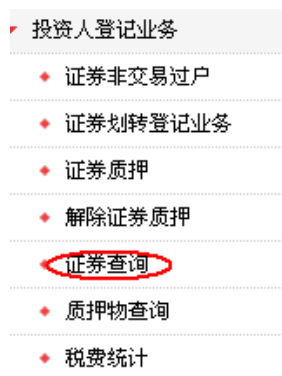 投资人登记业务
证券非交易过户
证券划转登记业务
证券质押
解除证券质押
证券查询
质押物查询
税费统计